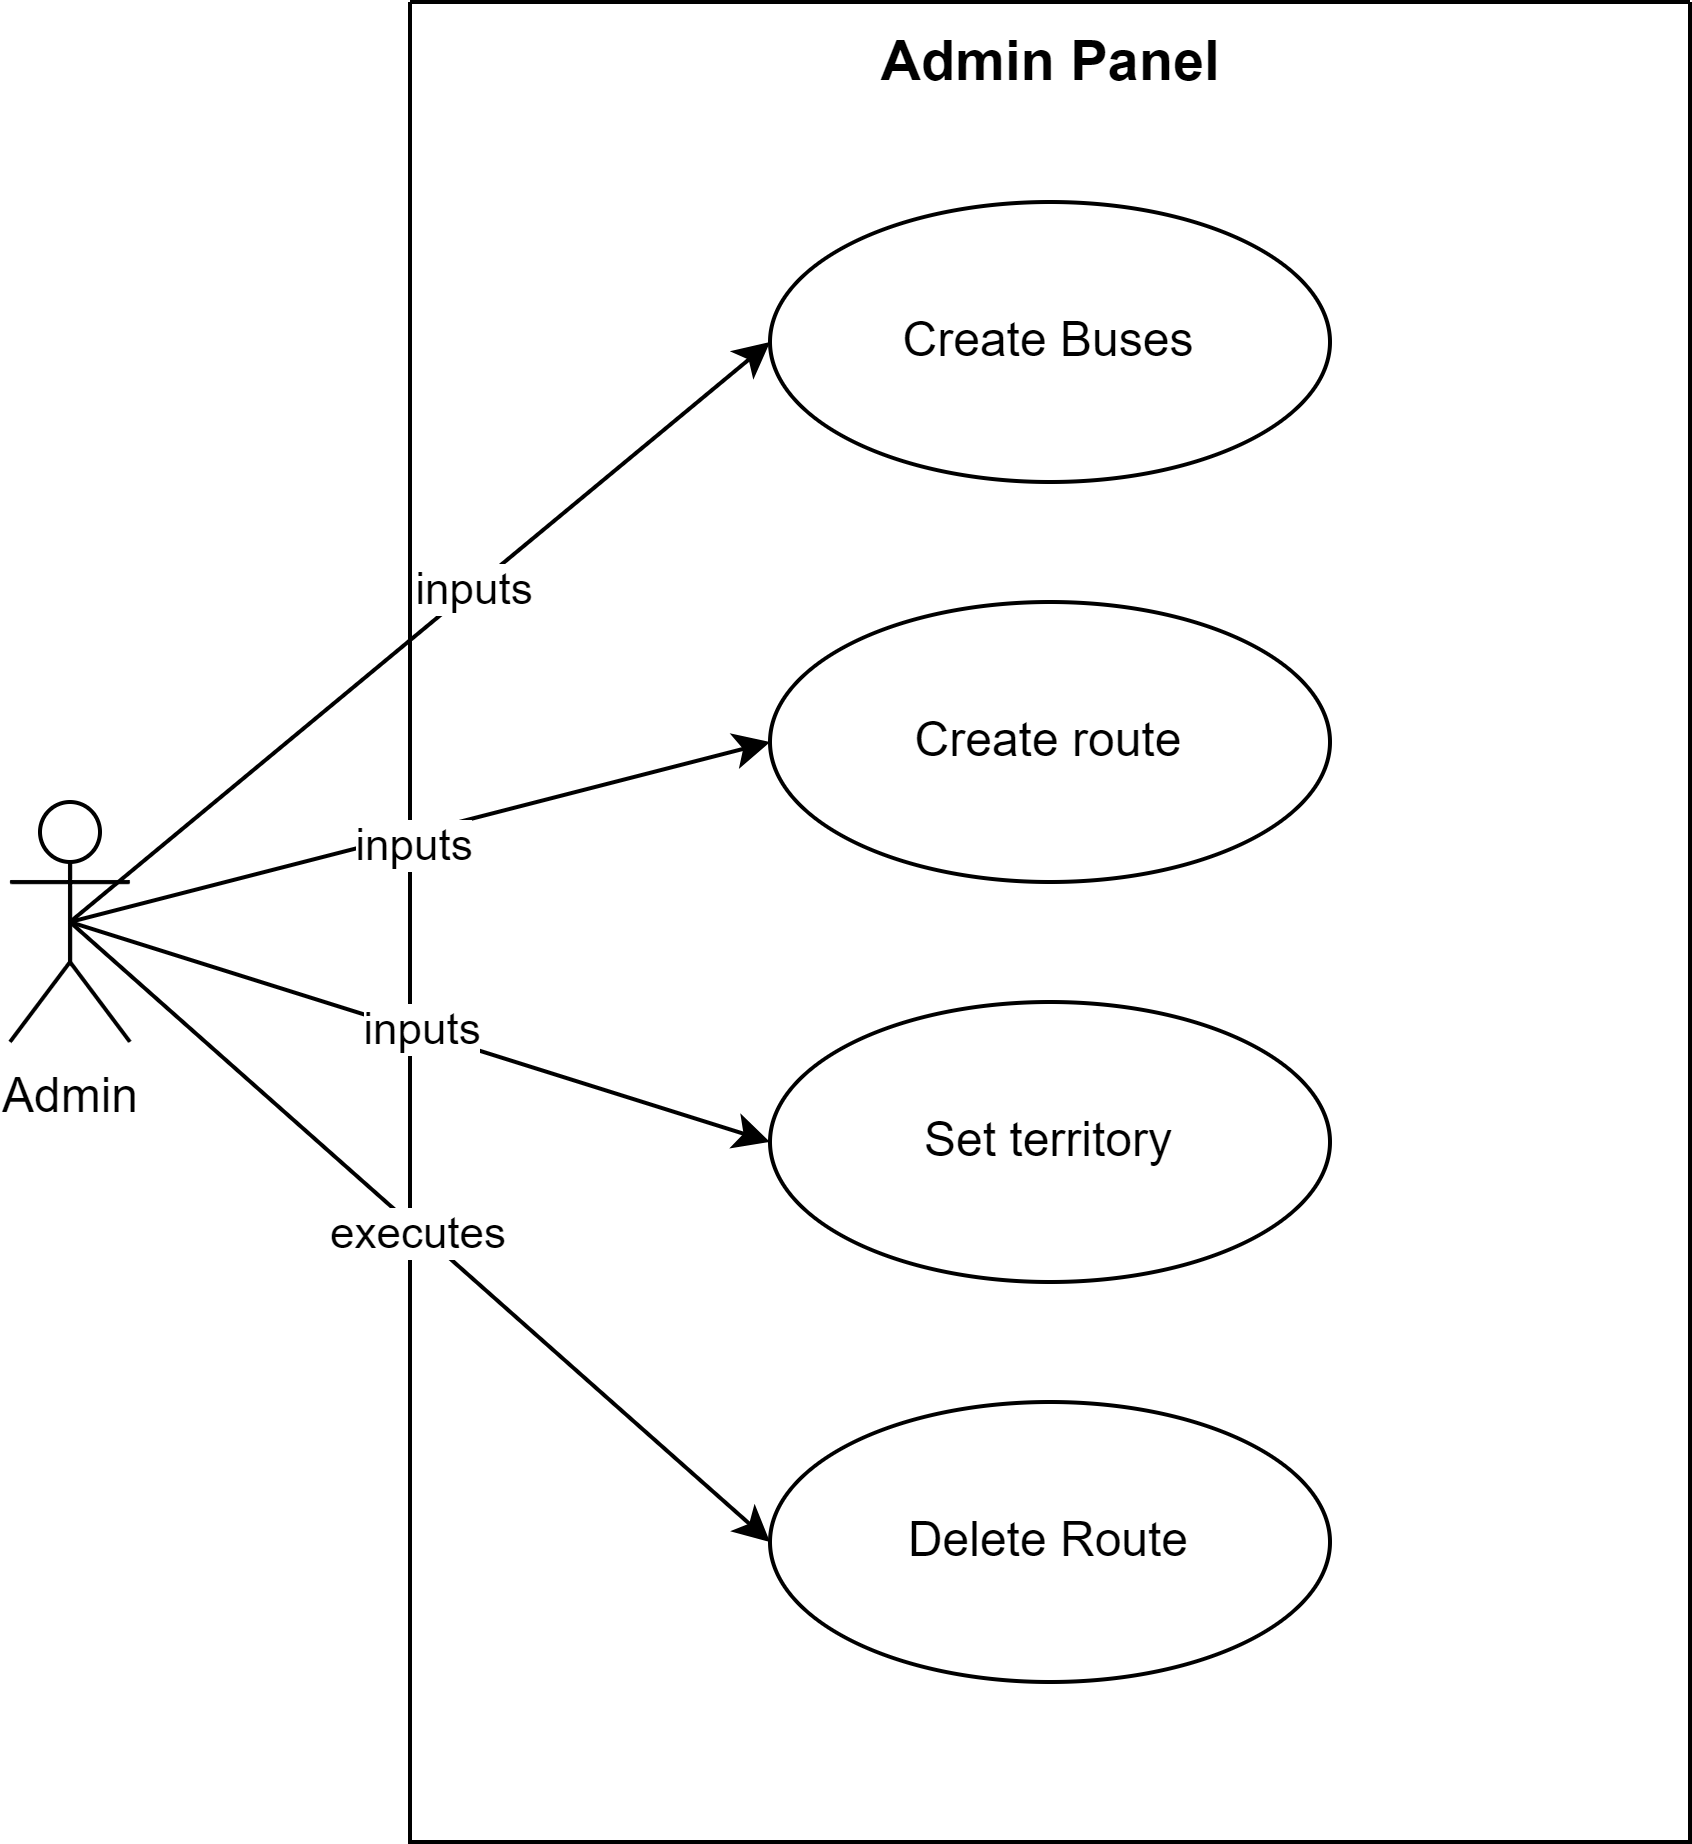 Admin Panel
Create Buses
inputs
Create route
inputs
inputs
Admin
Set territory
executes
Delete Route